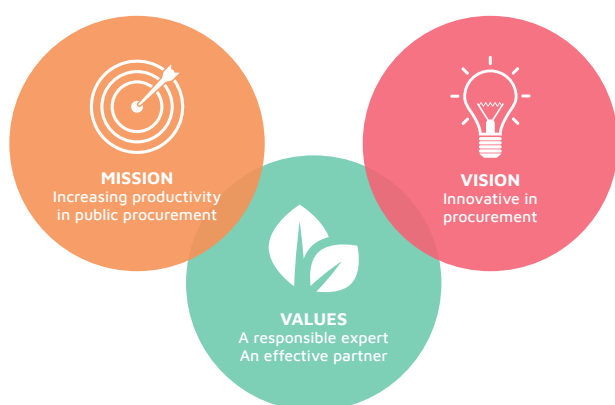 MISSION
Increasing productivity
in public procurement
VISION
Innovative in
procurement
VALUES
A responsible expert
An effective partner